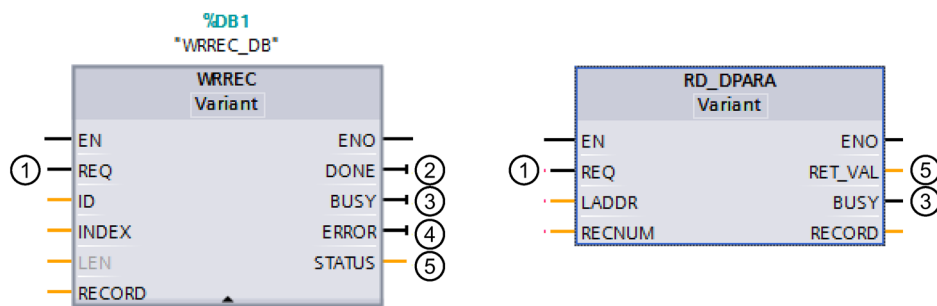 %DB1
"WRREC_DB"
WRREC
Variant
EN ENO
1 REQ DONE 2
ID BUSY 3
INDEX ERROR 4
LEN STATUS 5
RECORD
RD_DPARA
Variant
EN ENO
1 REQ RET_VAL 5
LADDR BUSY 3
RECNUM RECORD